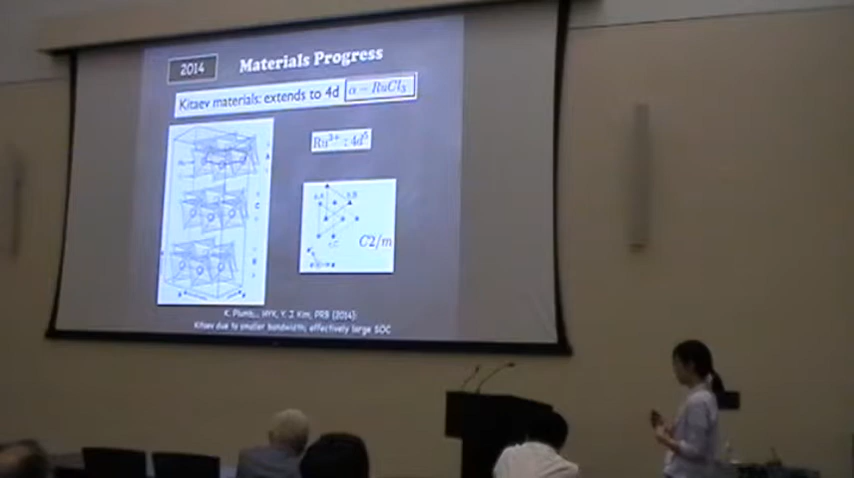 2014
Materials Progress
Kitaev materials: extends to 4d α − RuCl₃
Ru³⁺ : 4d⁵
C2/m
K. Plumb,.. HYK, Y. J. Kim, PRB (2014):
Kitaev due to smaller bandwidth; effectively large SOC